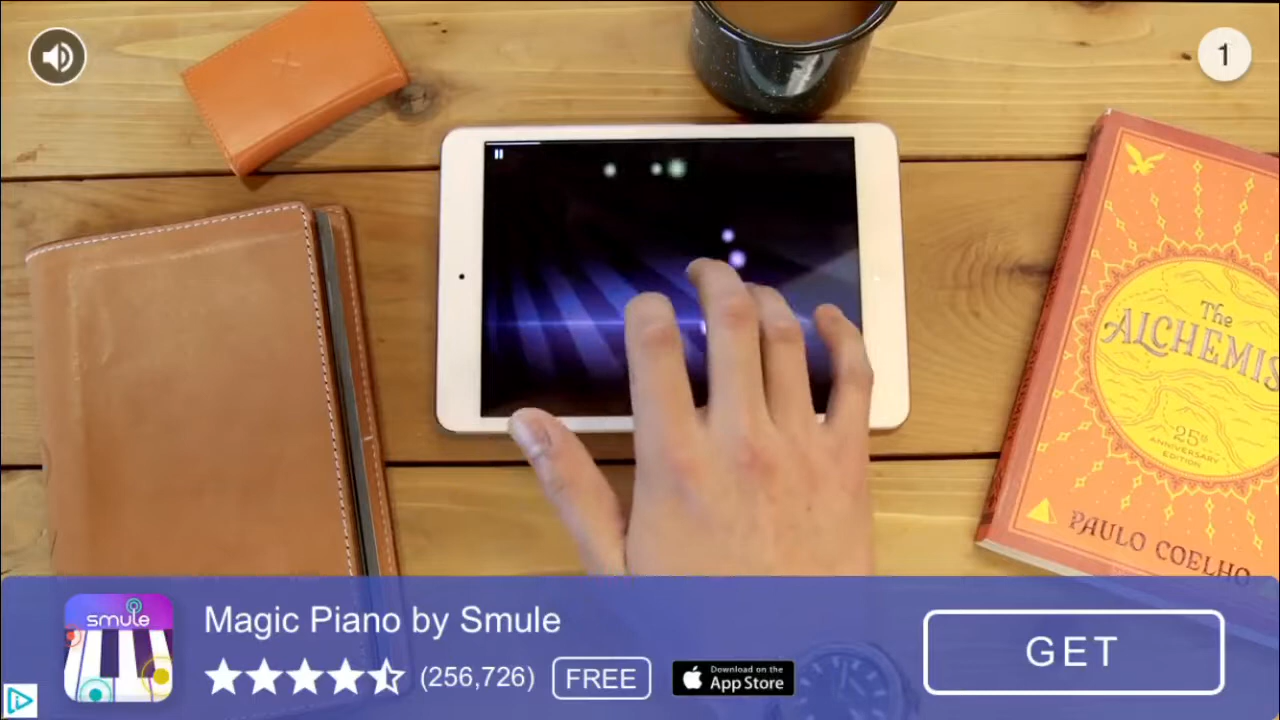 1
The
ALCHEMIS
25th
ANNIVERSARY
EDITION
PAULO COELHO
smule
Magic Piano by Smule
(256,726)
FREE
Download on the
App Store
GET